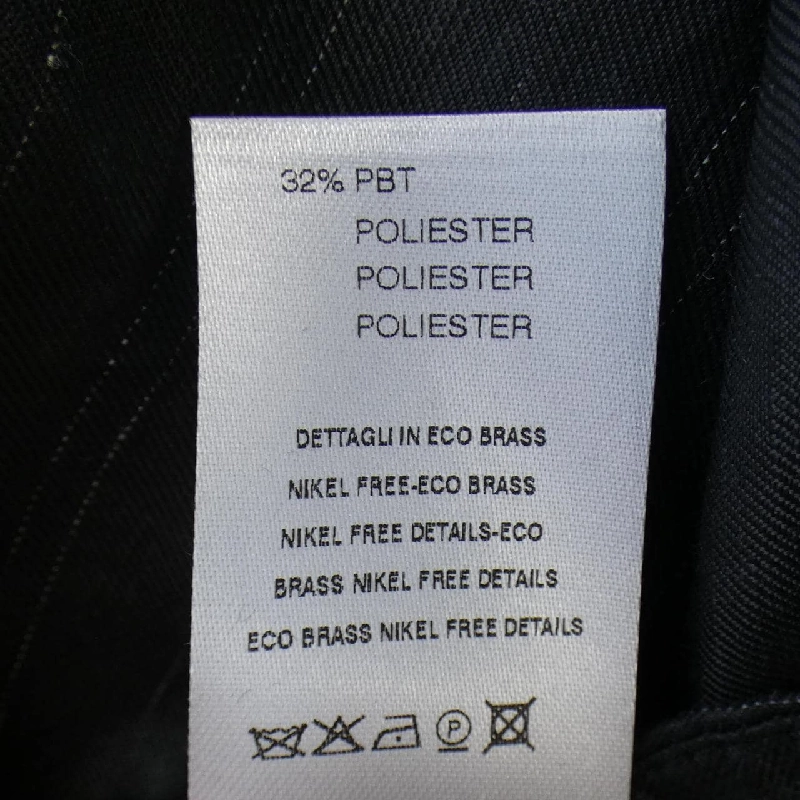 32% PBT
POLIESTER
POLIESTER
POLIESTER
DETTAGLI IN ECO BRASS
NIKEL FREE-ECO BRASS
NIKEL FREE DETAILS-ECO
BRASS NIKEL FREE DETAILS
ECO BRASS NIKEL FREE DETAILS
P